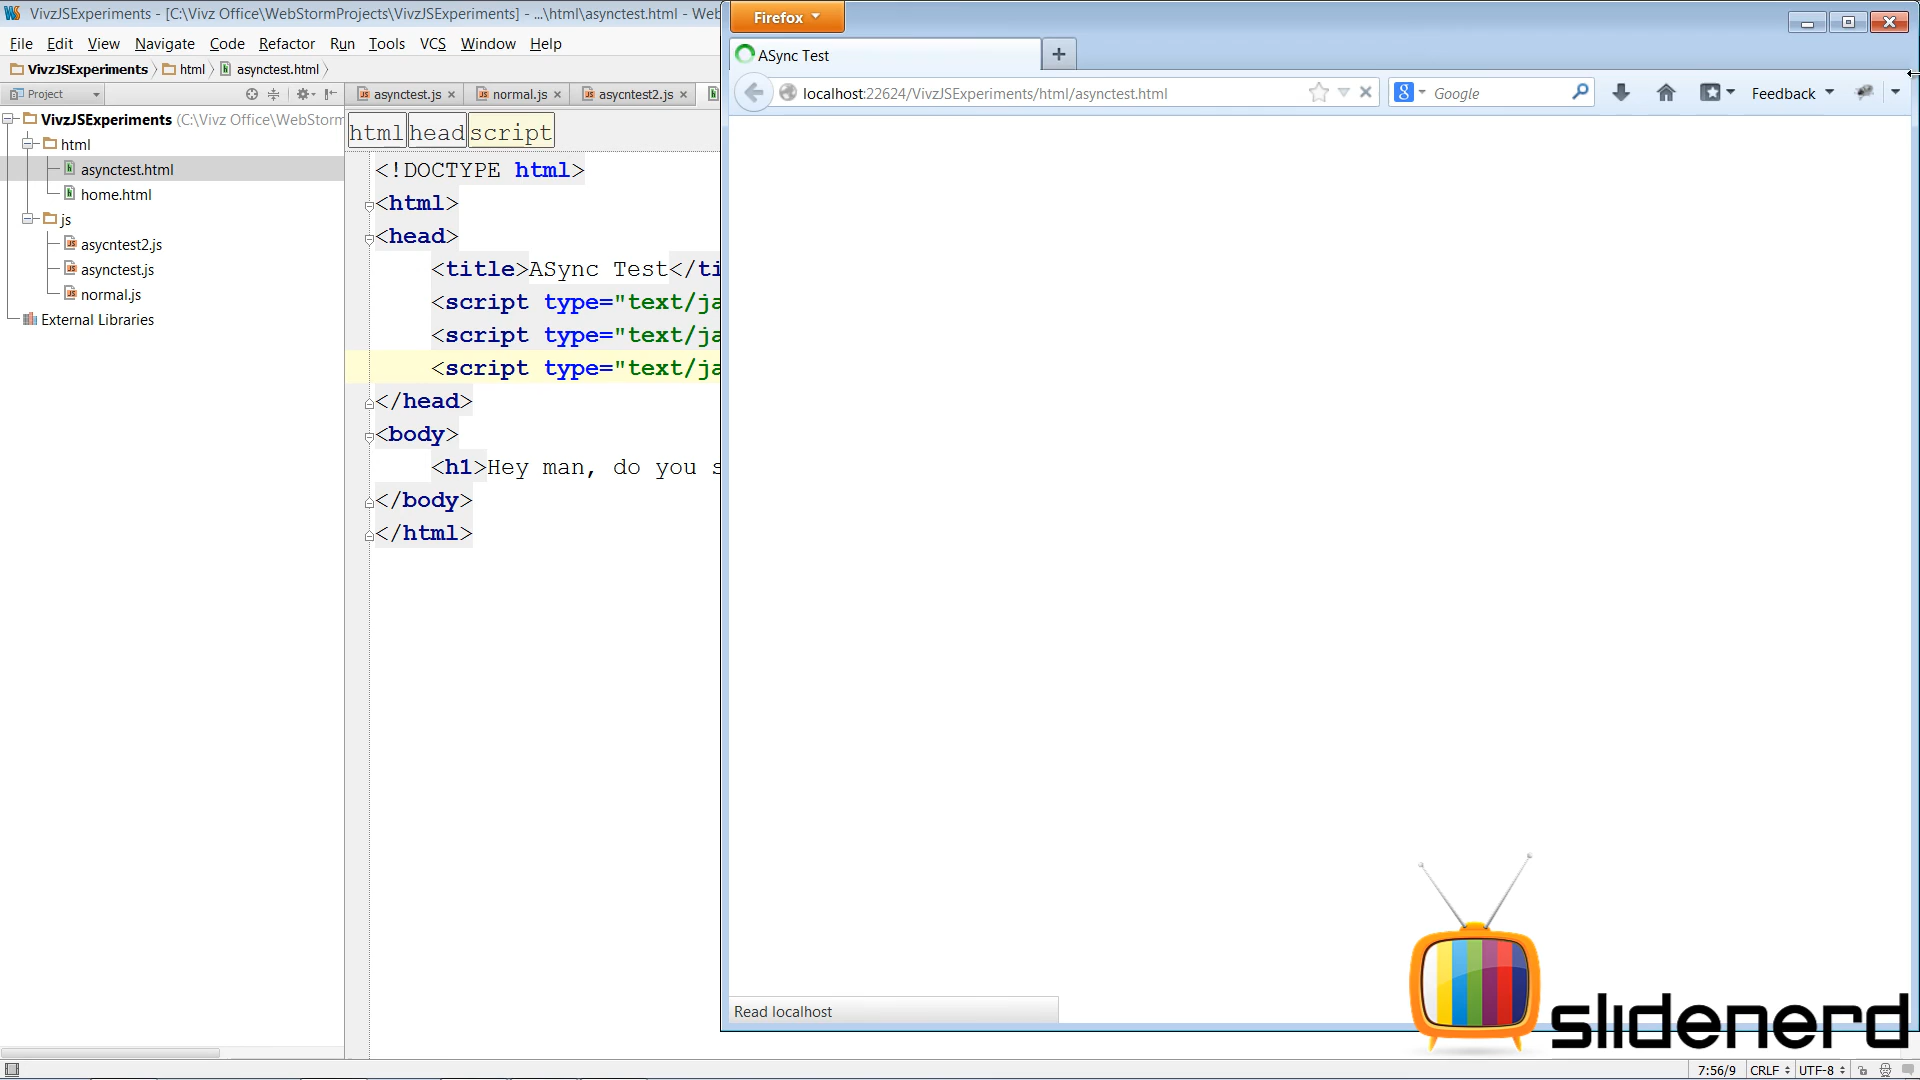 VivzJSExperiments - [C:\Vivz Office\WebStormProjects\VivzJSExperiments] - ...\html\asynctest.html - Web
File Edit View Navigate Code Refactor Run Tools VCS Window Help
VivzJSExperiments html asynctest.html
Project
asynctest.js normal.js asycntest2.js
VivzJSExperiments (C:\Vivz Office\WebStorm
html
asynctest.html
home.html
js
asycntest2.js
asynctest.js
normal.js
External Libraries
html head script
<!DOCTYPE html>
<html>
<head>
<title>ASync Test</ti
<script type="text/ja
<script type="text/ja
<script type="text/ja
</head>
<body>
<h1>Hey man, do you s
</body>
</html>
Firefox
ASync Test
localhost:22624/VivzJSExperiments/html/asynctest.html
Google
Feedback
Read localhost
slidenerd
7:56/9 CRLF UTF-8